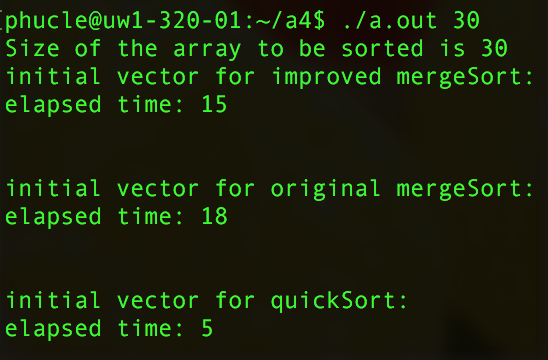 [phucle@uw1-320-01:~/a4$ ./a.out 30
Size of the array to be sorted is 30
initial vector for improved mergeSort:
elapsed time: 15
initial vector for original mergeSort:
elapsed time: 18
initial vector for quickSort:
elapsed time: 5